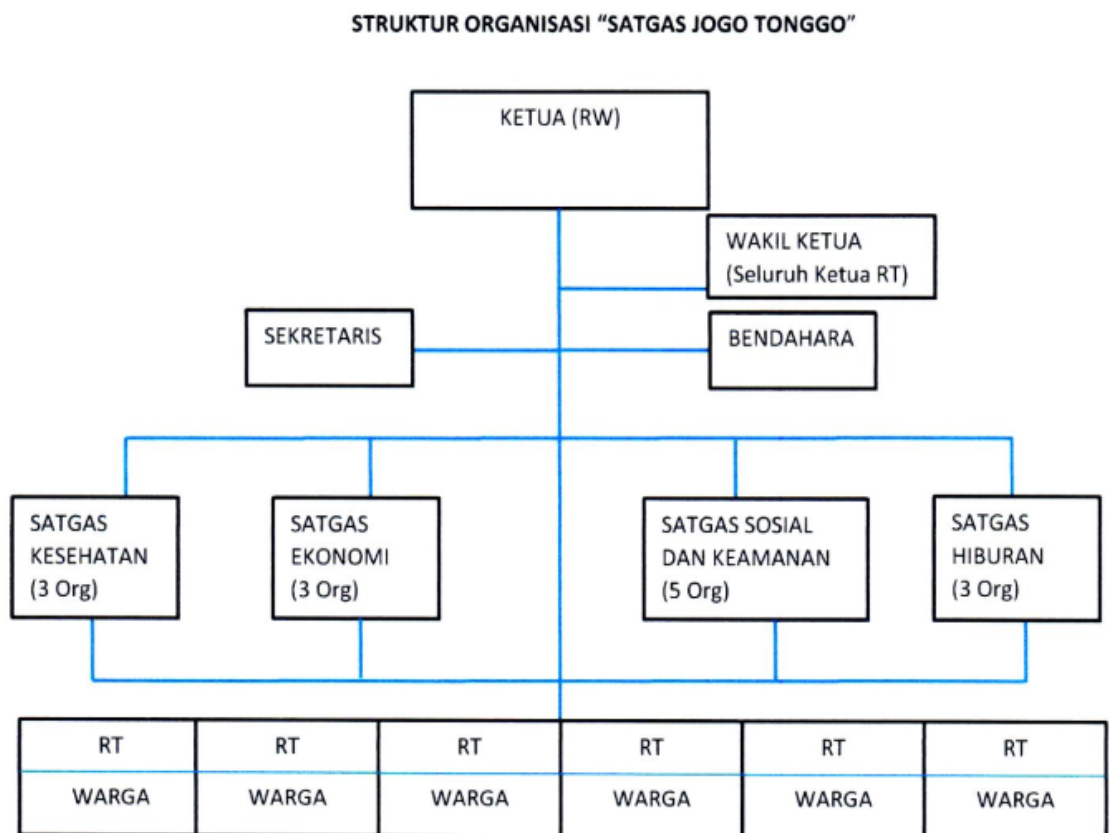 STRUKTUR ORGANISASI “SATGAS JOGO TONGGO”
KETUA (RW)
WAKIL KETUA
(Seluruh Ketua RT)
SEKRETARIS
BENDAHARA
SATGAS
KESEHATAN
(3 Org)
SATGAS
EKONOMI
(3 Org)
SATGAS SOSIAL
DAN KEAMANAN
(5 Org)
SATGAS
HIBURAN
(3 Org)
RT RT RT RT RT RT
WARGA WARGA WARGA WARGA WARGA WARGA